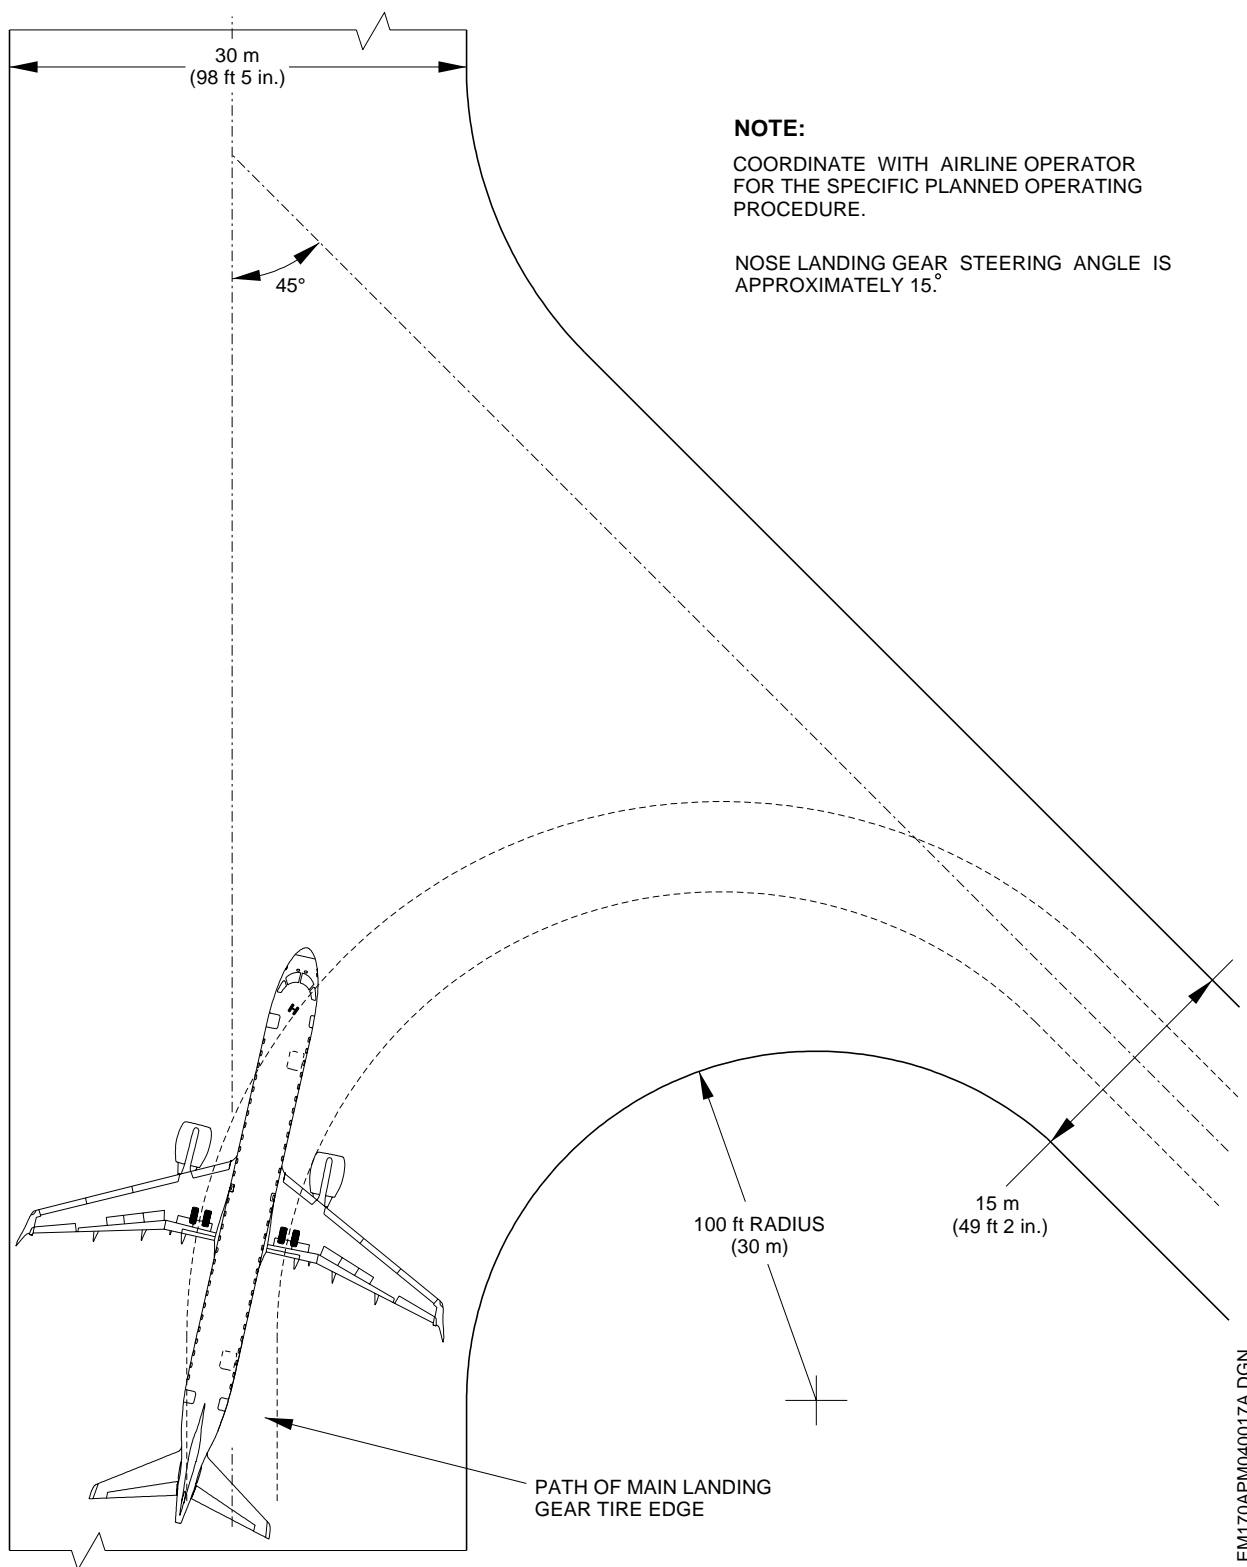 30 m
(98 ft 5 in.)
NOTE:
COORDINATE WITH AIRLINE OPERATOR
FOR THE SPECIFIC PLANNED OPERATING
PROCEDURE.
NOSE LANDING GEAR STEERING ANGLE IS
APPROXIMATELY 15.°
45°
100 ft RADIUS
(30 m)
15 m
(49 ft 2 in.)
PATH OF MAIN LANDING
GEAR TIRE EDGE
EM170APM040017A.DGN